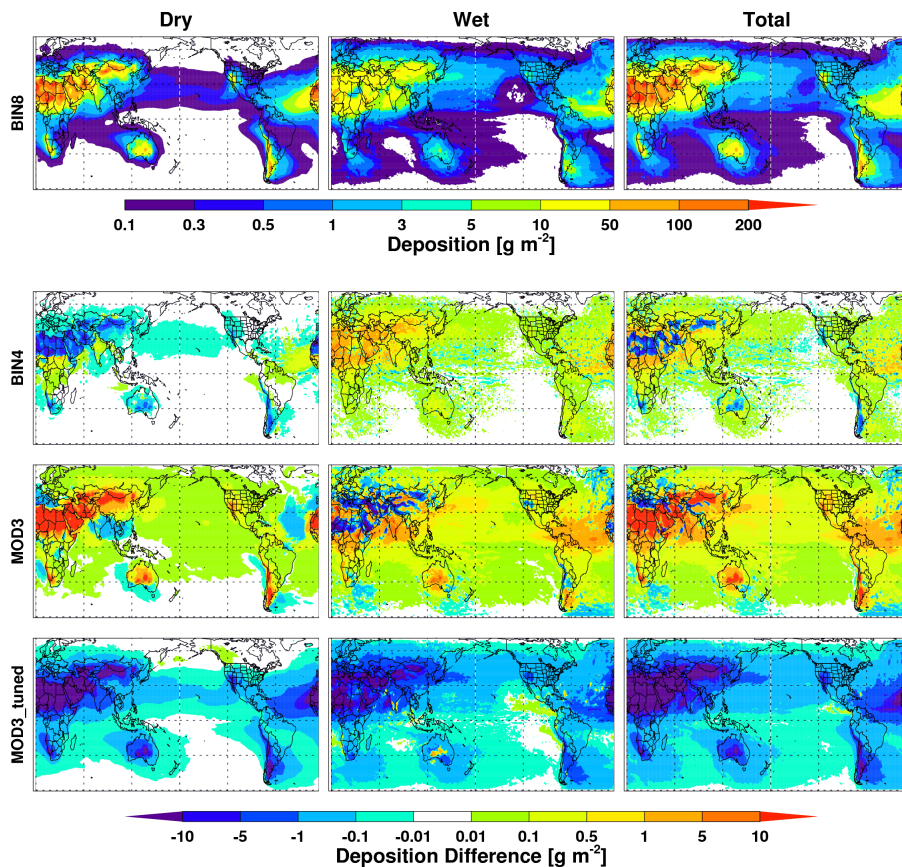 Dry Wet Total
BIN8
0.1 0.3 0.5 1 3 5 10 50 100 200
Deposition [g m-2]
BIN4
MOD3
MOD3_tuned
-10 -5 -1 -0.1 -0.01 0.01 0.1 0.5 1 5 10
Deposition Difference [g m-2]